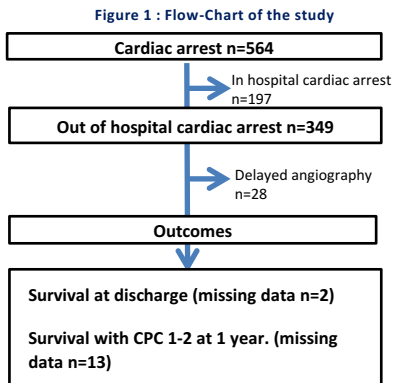 Figure 1 : Flow-Chart of the study
Cardiac arrest n=564
In hospital cardiac arrest
n=197
Out of hospital cardiac arrest n=349
Delayed angiography
n=28
Outcomes
Survival at discharge (missing data n=2)
Survival with CPC 1-2 at 1 year. (missing
data n=13)